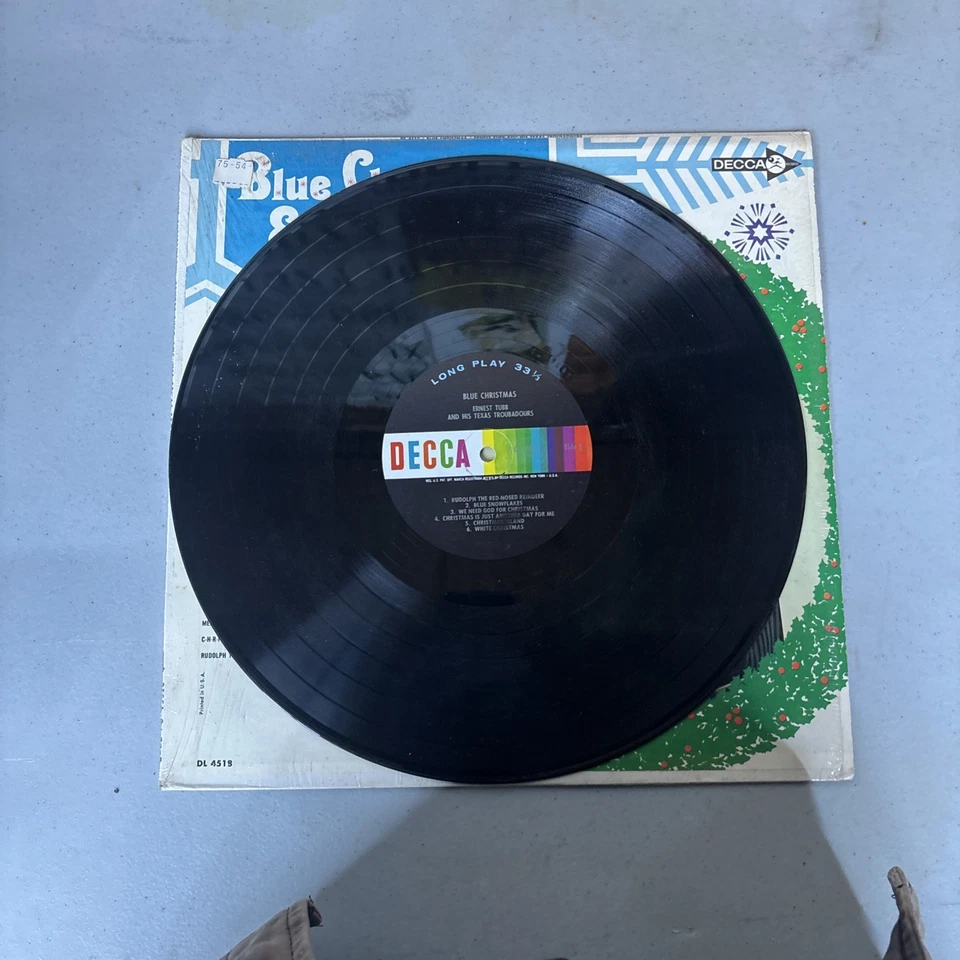 75-54
Blue
DECCA
LONG PLAY 33⅓
BLUE CHRISTMAS
ERNEST TUBB
AND HIS TEXAS TROUBADOURS
DECCA
1. RUDOLPH THE RED-NOSED REINDEER
2. BLUE SNOWFLAKES
3. WE NEED GOD FOR CHRISTMAS
4. CHRISTMAS IS JUST ANOTHER DAY FOR ME
5. CHRISTMAS ISLAND
6. WHITE CHRISTMAS
ME
C-H-R-I
RUDOLPH
Printed in U.S.A.
DL 4518